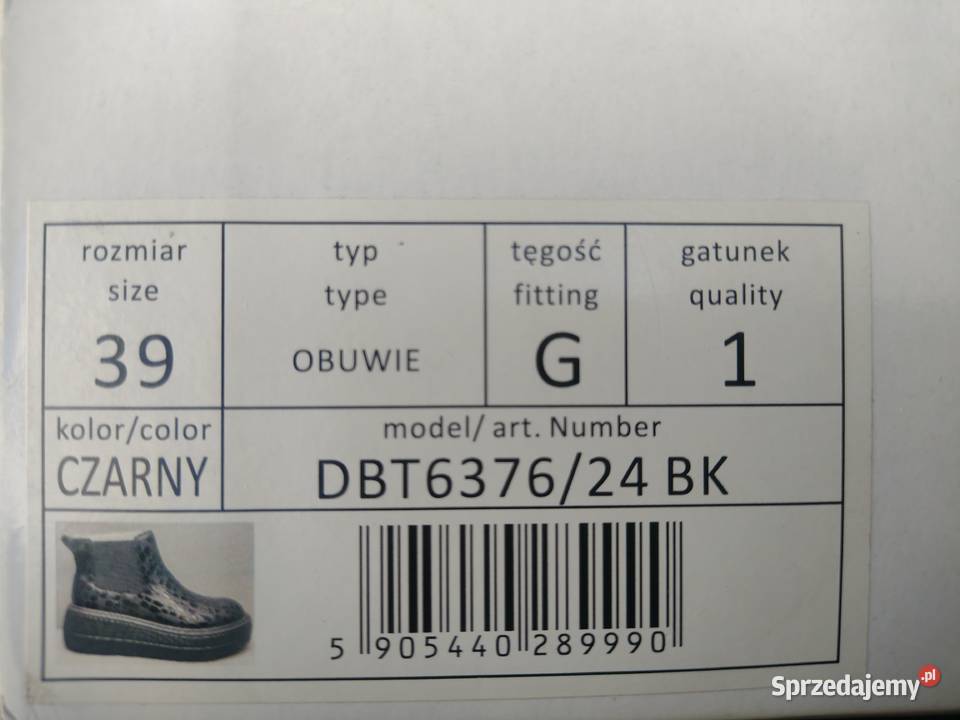 rozmiar
size
39
typ
type
OBUWIE
tęgość
fitting
G
gatunek
quality
1
kolor/color
CZARNY
model/ art. Number
DBT6376/24 BK
5 905440 289990
Sprzedajemy.pl